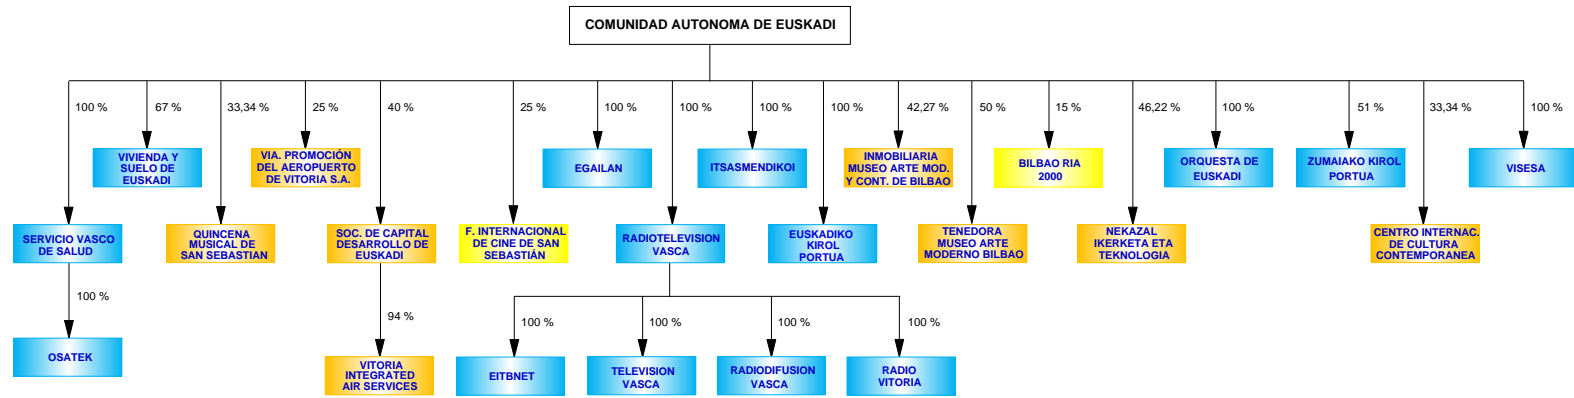 COMUNIDAD AUTONOMA DE EUSKADI
100 %
67 %
33,34 %
25 %
40 %
25 %
100 %
100 %
100 %
100 %
42,27 %
50 %
15 %
46,22 %
100 %
51 %
33,34 %
100 %
VIVIENDA Y
SUELO DE
EUSKADI
VIA. PROMOCIÓN
DEL AEROPUERTO
DE VITORIA S.A.
EGAILAN
ITSASMENDIKOI
INMOBILIARIA
MUSEO ARTE MOD.
Y CONT. DE BILBAO
BILBAO RIA
2000
ORQUESTA DE
EUSKADI
ZUMAIAKO KIROL
PORTUA
VISESA
SERVICIO VASCO
DE SALUD
QUINCENA
MUSICAL DE
SAN SEBASTIAN
SOC. DE CAPITAL
DESARROLLO DE
EUSKADI
F. INTERNACIONAL
DE CINE DE SAN
SEBASTIÁN
RADIOTELEVISION
VASCA
EUSKADIKO
KIROL
PORTUA
TENEDORA
MUSEO ARTE
MODERNO BILBAO
NEKAZAL
IKERKETA ETA
TEKNOLOGIA
CENTRO INTERNAC.
DE CULTURA
CONTEMPORANEA
100 %
94 %
100 %
100 %
100 %
100 %
OSATEK
VITORIA
INTEGRATED
AIR SERVICES
EITBNET
TELEVISION
VASCA
RADIODIFUSION
VASCA
RADIO
VITORIA